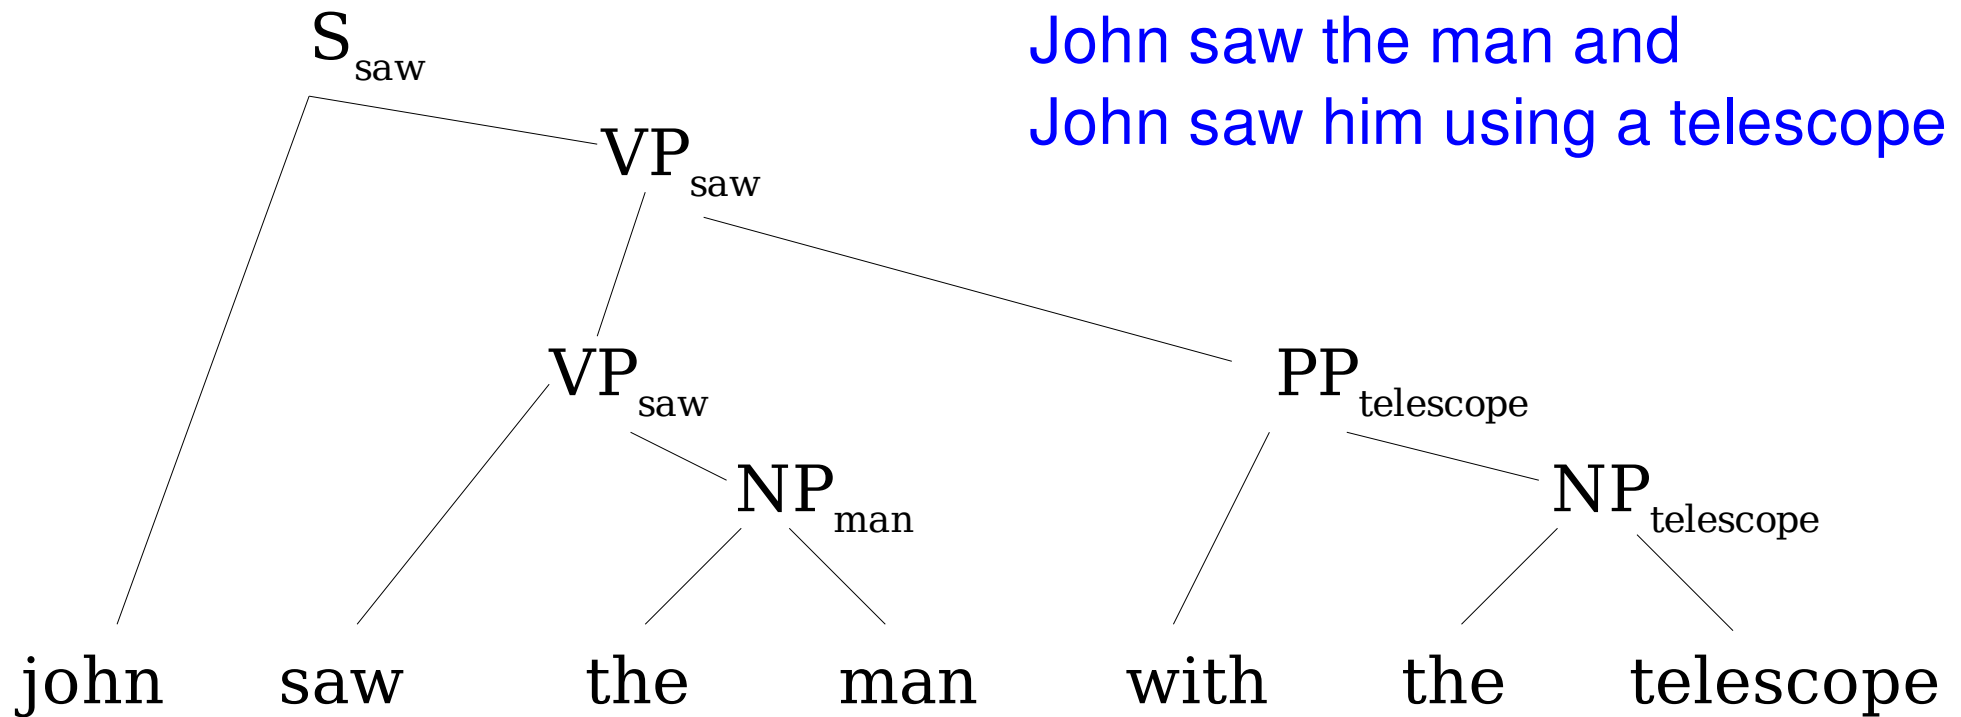 S saw
John saw the man and
VP saw
John saw him using a telescope
VP saw
PP telescope
NP man
NP telescope
john saw the man with the telescope